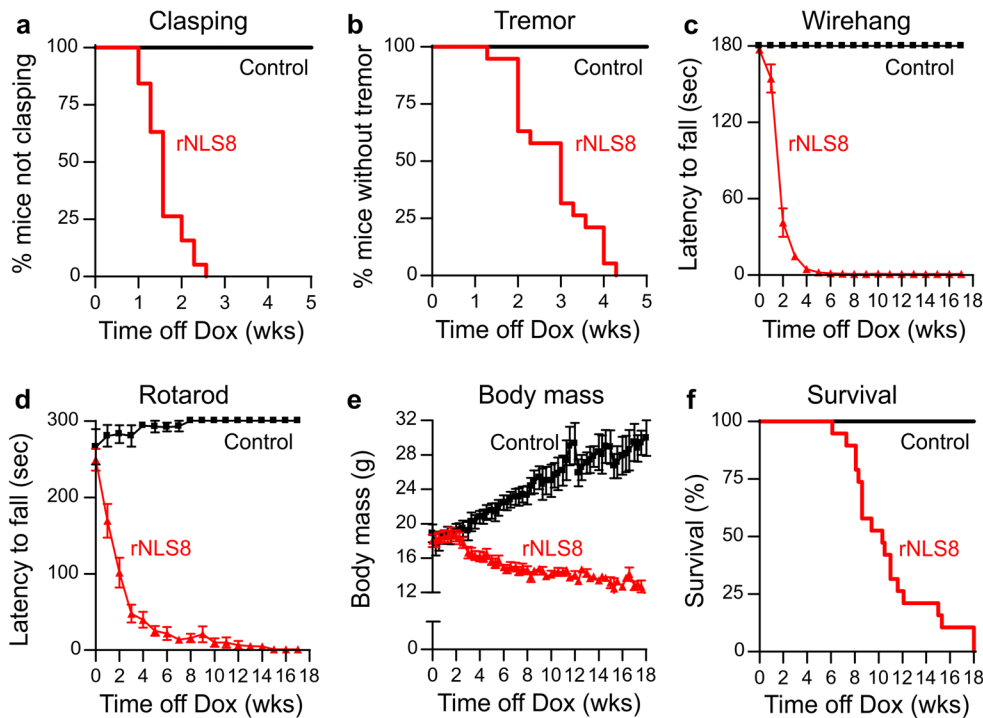 a Clasping
% mice not clasping
100
75
50
25
0
Control
rNLS8
0 1 2 3 4 5
Time off Dox (wks)
b Tremor
% mice without tremor
100
75
50
25
0
Control
rNLS8
0 1 2 3 4 5
Time off Dox (wks)
c Wirehang
Latency to fall (sec)
180
120
60
0
Control
rNLS8
0 2 4 6 8 10 12 14 16 18
Time off Dox (wks)
d Rotarod
Latency to fall (sec)
300
200
100
0
Control
rNLS8
0 2 4 6 8 10 12 14 16 18
Time off Dox (wks)
e Body mass
Body mass (g)
32
28
24
20
16
12
0
Control
rNLS8
0 2 4 6 8 10 12 14 16 18
Time off Dox (wks)
f Survival
Survival (%)
100
75
50
25
0
Control
rNLS8
0 2 4 6 8 10 12 14 16 18
Time off Dox (wks)